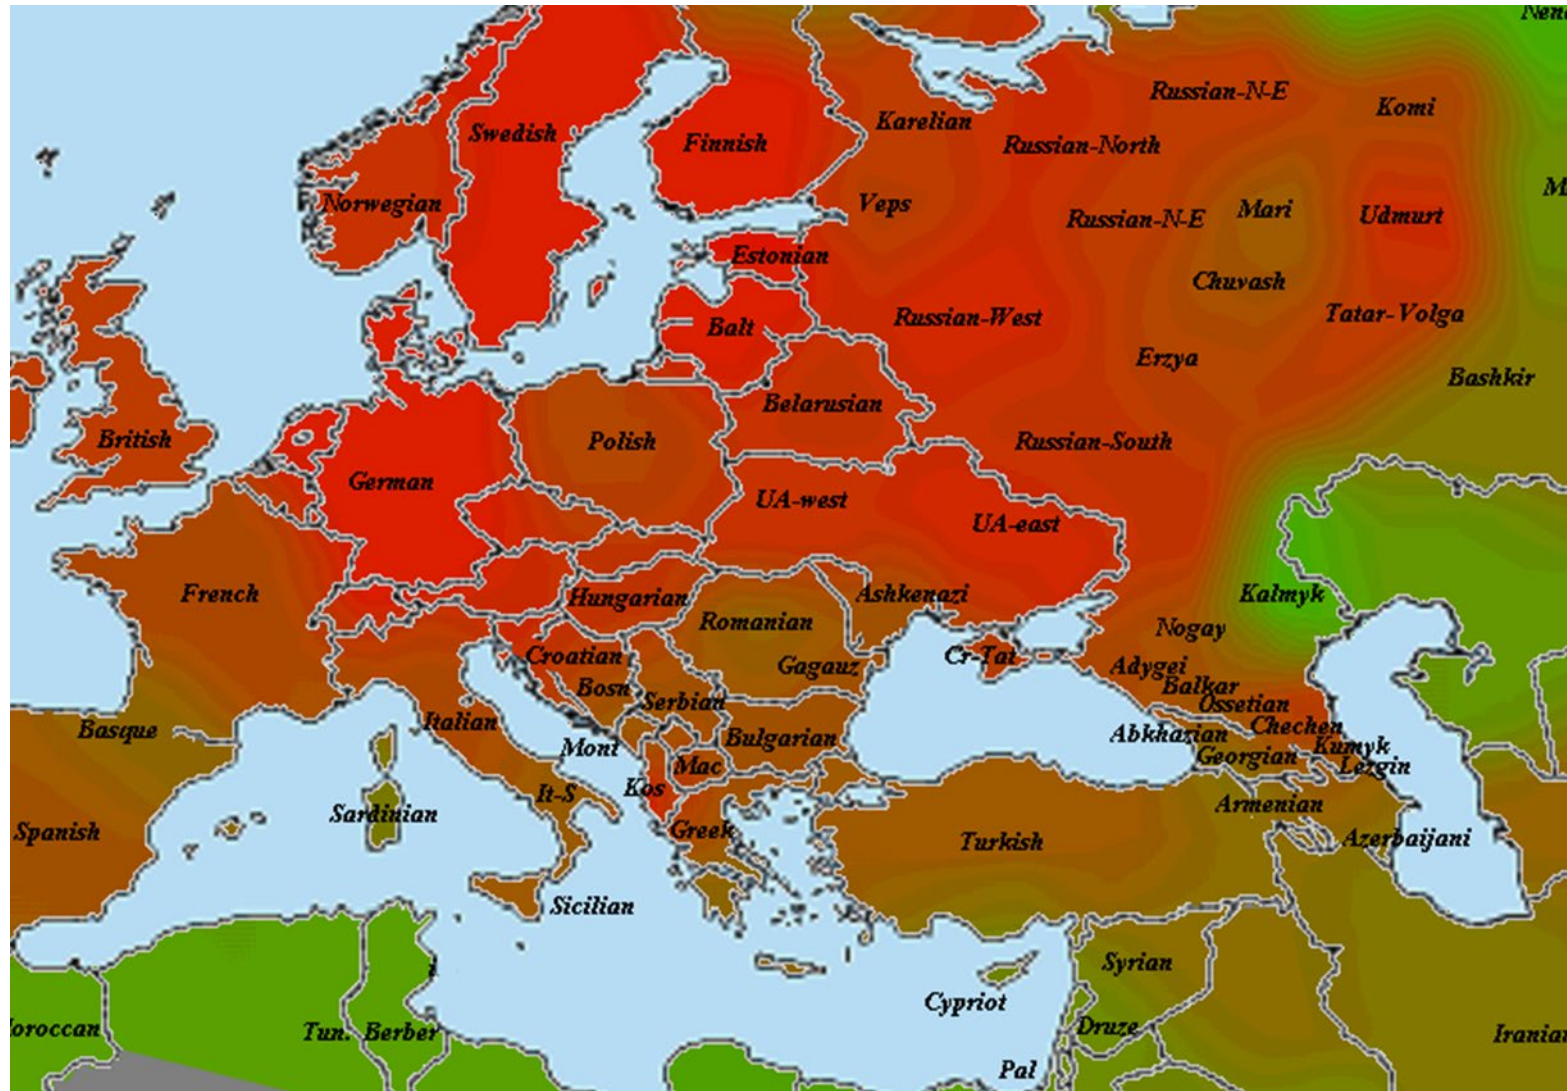 Nene
Russian-N-E
Komi
Karelian
Swedish
Finnish
Russian-North
M
Norwegian
Veps
Russian-N-E
Mari
Udmurt
Estonian
Chuvash
Balt
Russian-West
Tatar-Volga
Erzya
Bashkir
Belarusian
British
Polish
Russian-South
German
UA-west
UA-east
French
Hungarian
Ashkenazi
Kalmyk
Romanian
Nogay
Croatian
Gagauz
Cr-Tat
Adygei
Bosn
Balkar
Serbian
Ossetian
Basque
Italian
Chechen
Abkhazian
Bulgarian
Mont
Kumyk
Georgian
Mac
Lezgin
Kos
It-S
Sardinian
Armenian
Spanish
Greek
Turkish
Azerbaijani
Sicilian
Syrian
Cypriot
oroccan
Tun. Berber
Druze
Iranian
Pal